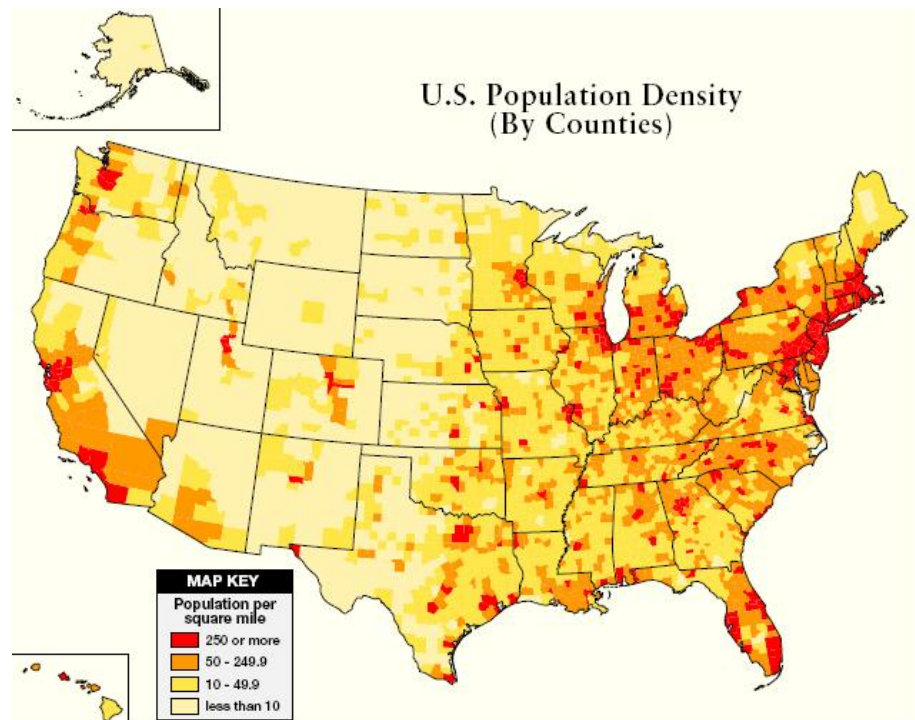 U.S. Population Density
(By Counties)
MAP KEY
Population per
square mile
250 or more
50 - 249.9
10 - 49.9
less than 10